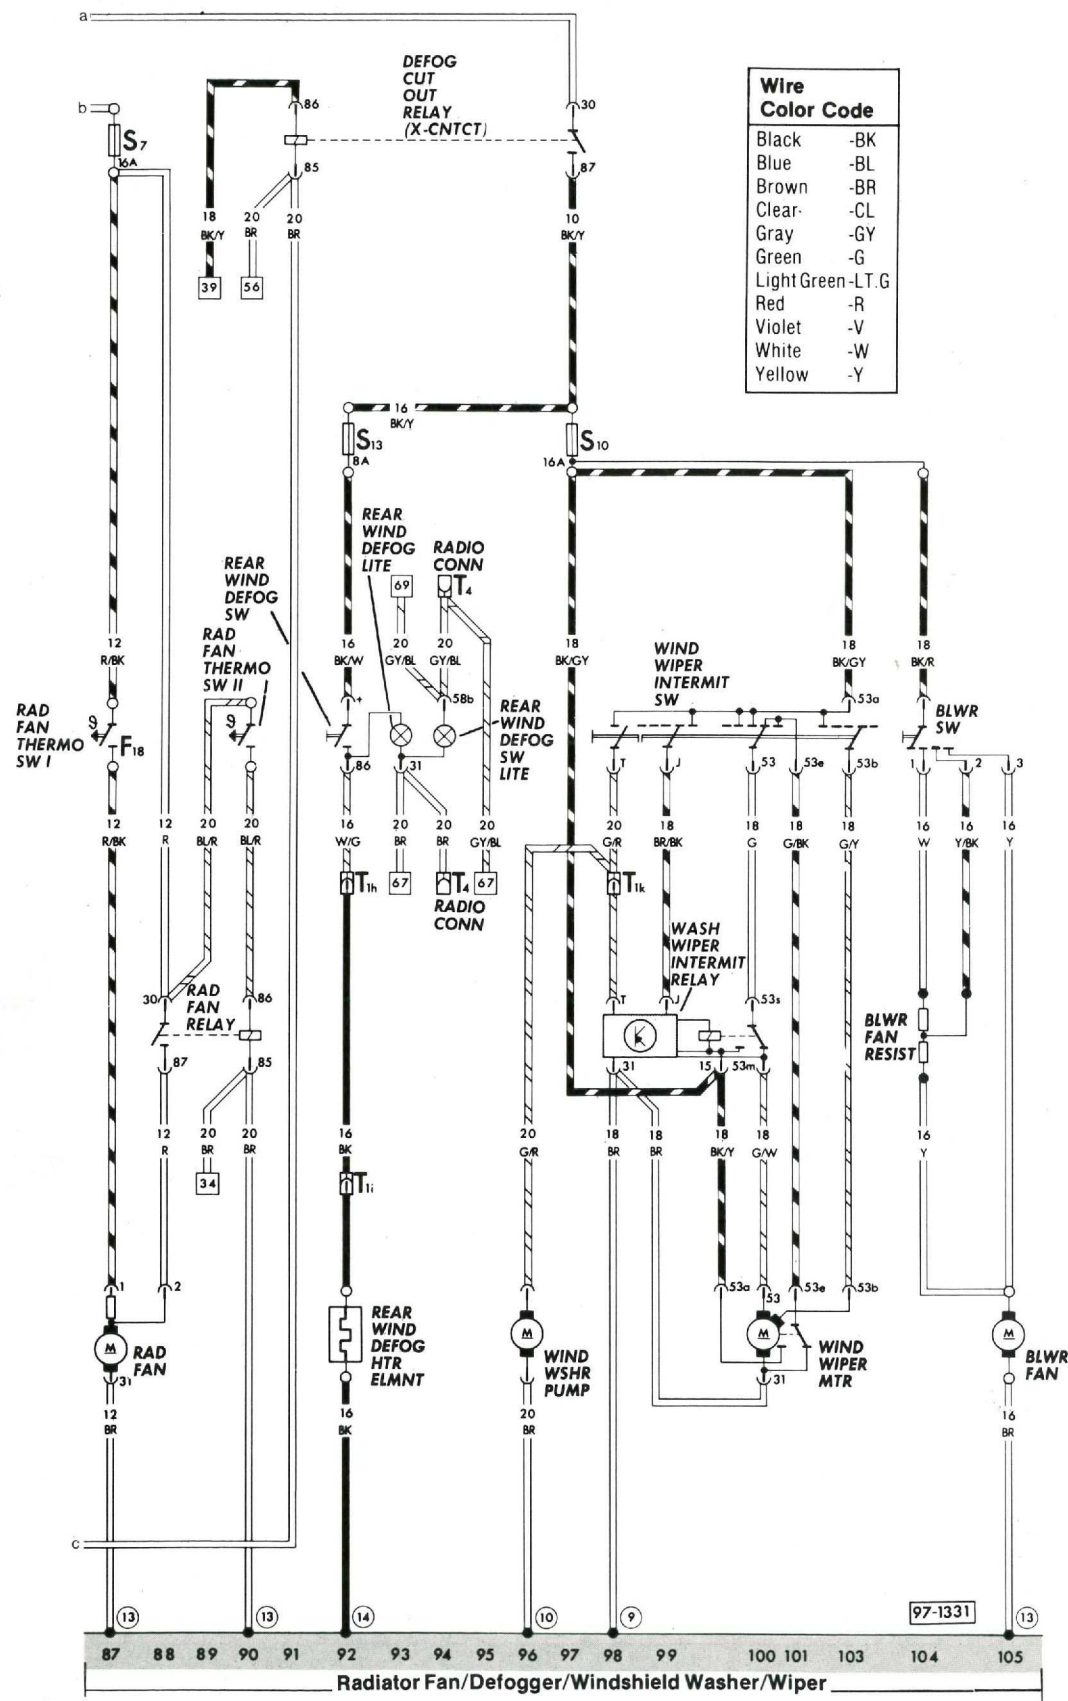 a
DEFOG
CUT
OUT
RELAY
(X-CNTCT)
b
S7
16A
86
85
30
87
18
BK/Y
20
BR
20
BR
10
BK/Y
39
56
Wire
Color Code
Black -BK
Blue -BL
Brown -BR
Clear -CL
Gray -GY
Green -G
Light Green -LT.G
Red -R
Violet -V
White -W
Yellow -Y
16
BK/Y
S13
8A
S10
16A
REAR
WIND
DEFOG
LITE
RADIO
CONN
T4
69
REAR
WIND
DEFOG
SW
RAD
FAN
THERMO
SW II
12
R/BK
16
BK/W
20
GY/BL
20
GY/BL
18
BK/GY
WIND
WIPER
INTERMIT
SW
18
BK/GY
18
BK/R
RAD
FAN
THERMO
SW I
F18
+
58b
REAR
WIND
DEFOG
SW
LITE
53a
BLWR
SW
86
31
T
J
53
53e
53b
1
2
3
12
R/BK
12
R
20
BL/R
20
BL/R
16
W/G
20
BR
20
BR
20
GY/BL
20
G/R
18
BR/BK
18
G
18
G/BK
18
G/Y
16
W
16
Y/BK
16
Y
T1h
67
T4
RADIO
CONN
67
T1k
WASH
WIPER
INTERMIT
RELAY
30
RAD
FAN
RELAY
86
87
85
T
J
53s
31
15
53m
BLWR
FAN
RESIST
12
R
20
BR
20
BR
34
16
BK
T1i
20
G/R
18
BR
18
BR
18
BK/Y
18
G/W
16
Y
1
2
53a
53
53e
53b
M
RAD
FAN
31
REAR
WIND
DEFOG
HTR
ELMNT
M
WIND
WSHR
PUMP
M
WIND
WIPER
MTR
31
M
BLWR
FAN
12
BR
16
BK
20
BR
16
BR
c
13
13
14
10
9
97-1331
13
87 88 89 90 91 92 93 94 95 96 97 98 99 100 101 103 104 105
Radiator Fan/Defogger/Windshield Washer/Wiper